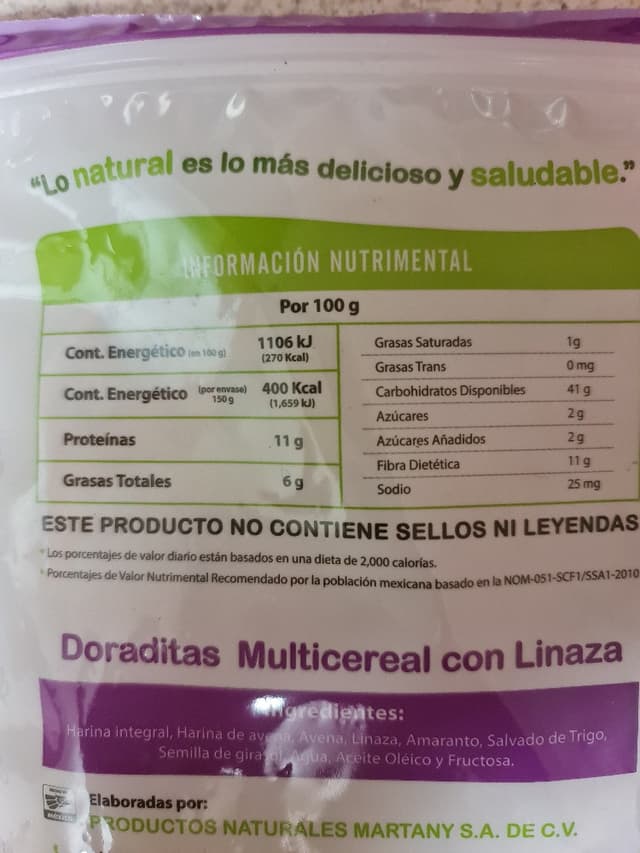 “Lo natural es lo más delicioso y saludable.”
INFORMACIÓN NUTRIMENTAL
Por 100 g
Cont. Energético (en 100 g) 1106 kJ (270 Kcal)
Cont. Energético (por envase) 150 g 400 Kcal (1,659 kJ)
Proteínas 11 g
Grasas Totales 6 g
Grasas Saturadas 1g
Grasas Trans 0 mg
Carbohidratos Disponibles 41 g
Azúcares 2 g
Azúcares Añadidos 2 g
Fibra Dietética 11 g
Sodio 25 mg
ESTE PRODUCTO NO CONTIENE SELLOS NI LEYENDAS
* Los porcentajes de valor diario están basados en una dieta de 2,000 calorías.
* Porcentajes de Valor Nutrimental Recomendado por la población mexicana basado en la NOM-051-SCF1/SSA1-2010
Doraditas Multicereal con Linaza
Ingredientes:
Harina integral, Harina de avena, Avena, Linaza, Amaranto, Salvado de Trigo,
Semilla de girasol, Agua, Aceite Oléico y Fructosa.
Elaboradas por:
PRODUCTOS NATURALES MARTANY S.A. DE C.V.